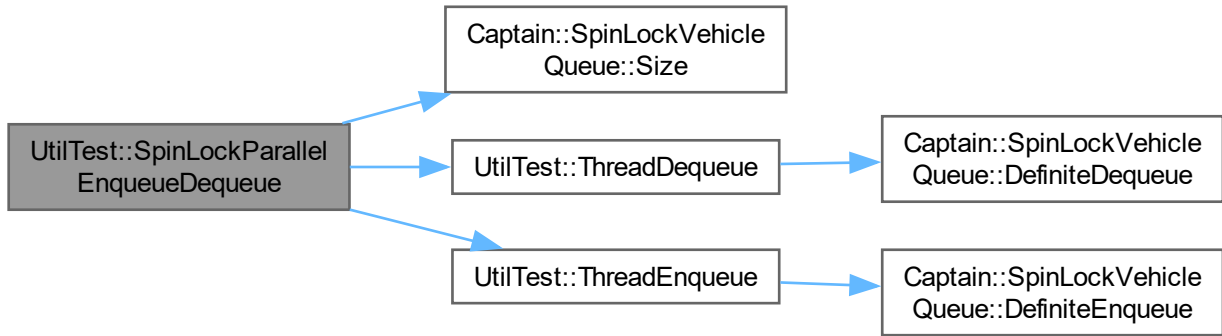 Captain::SpinLockVehicle
Queue::Size
UtilTest::SpinLockParallel
EnqueueDequeue
UtilTest::ThreadDequeue
Captain::SpinLockVehicle
Queue::DefiniteDequeue
UtilTest::ThreadEnqueue
Captain::SpinLockVehicle
Queue::DefiniteEnqueue